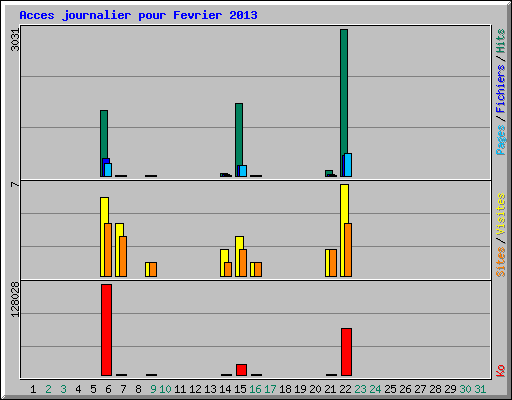 Acces journalier pour Fevrier 2013
3031
Pages / Fichiers / Hits
7
Sites / Visites
128028
Ko
1 2 3 4 5 6 7 8 9 10 11 12 13 14 15 16 17 18 19 20 21 22 23 24 25 26 27 28 29 30 31